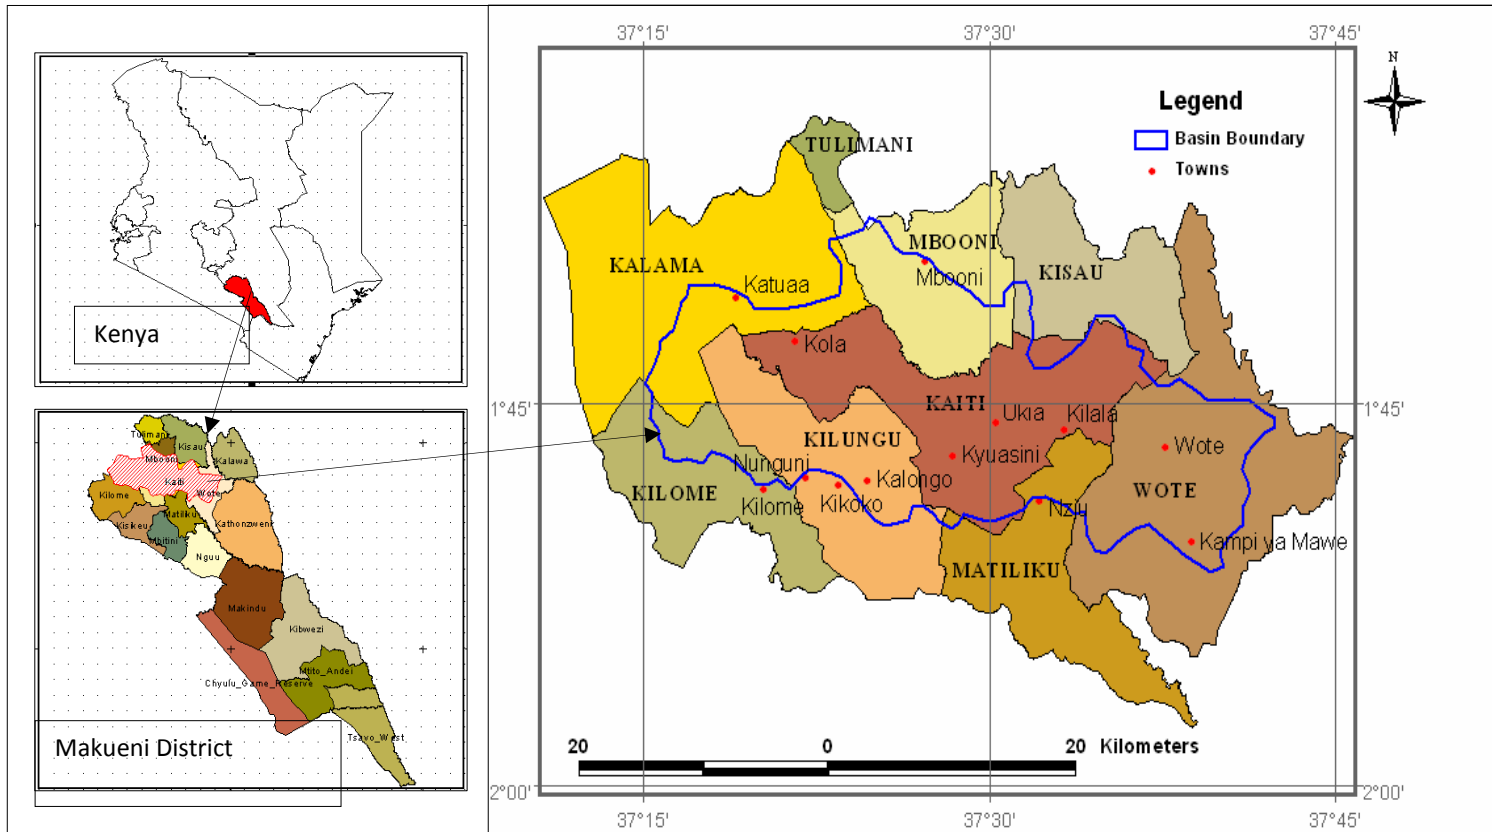 Kenya
Tulimani
Kisau
Mbooni
Kalawa
Kaiti
Kilome
Wote
Matiliku
Kathonzweni
Kisikeu
Mbitini
Nguu
Makindu
Kibwezi
Mtito_Andei
Chyulu_Game_Reserve
Tsavo_West
Makueni District
37°15'
37°30'
37°45'
N
Legend
Basin Boundary
Towns
TULIMANI
MBOONI
Mbooni
KALAMA
KISAU
Katuaa
Kola
1°45'
1°45'
KAITI
Ukia
Kilala
KILUNGU
Wote
Kyuasini
Nunguni
Kalongo
KILOME
Kilome
Kikoko
WOTE
Nziu
Kampi ya Mawe
MATILIKU
20
0
20 Kilometers
2°00'
2°00'
37°15'
37°30'
37°45'